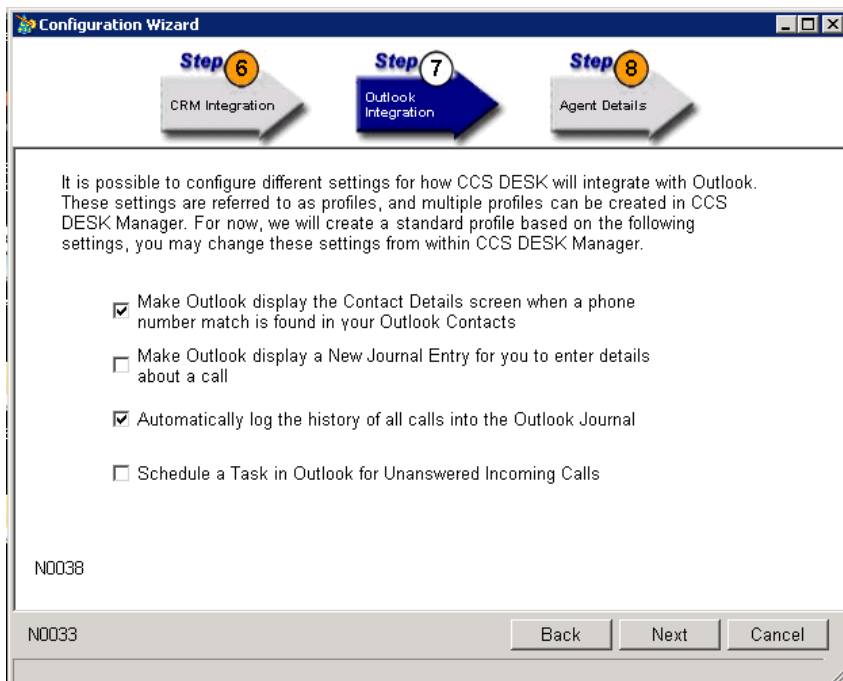 Configuration Wizard
Step 6
Step 7
Step 8
CRM Integration
Outlook
Integration
Agent Details
It is possible to configure different settings for how CCS DESK will integrate with Outlook.
These settings are referred to as profiles, and multiple profiles can be created in CCS
DESK Manager. For now, we will create a standard profile based on the following
settings, you may change these settings from within CCS DESK Manager.
Make Outlook display the Contact Details screen when a phone
number match is found in your Outlook Contacts
Make Outlook display a New Journal Entry for you to enter details
about a call
Automatically log the history of all calls into the Outlook Journal
Schedule a Task in Outlook for Unanswered Incoming Calls
N0038
N0033
Back
Next
Cancel